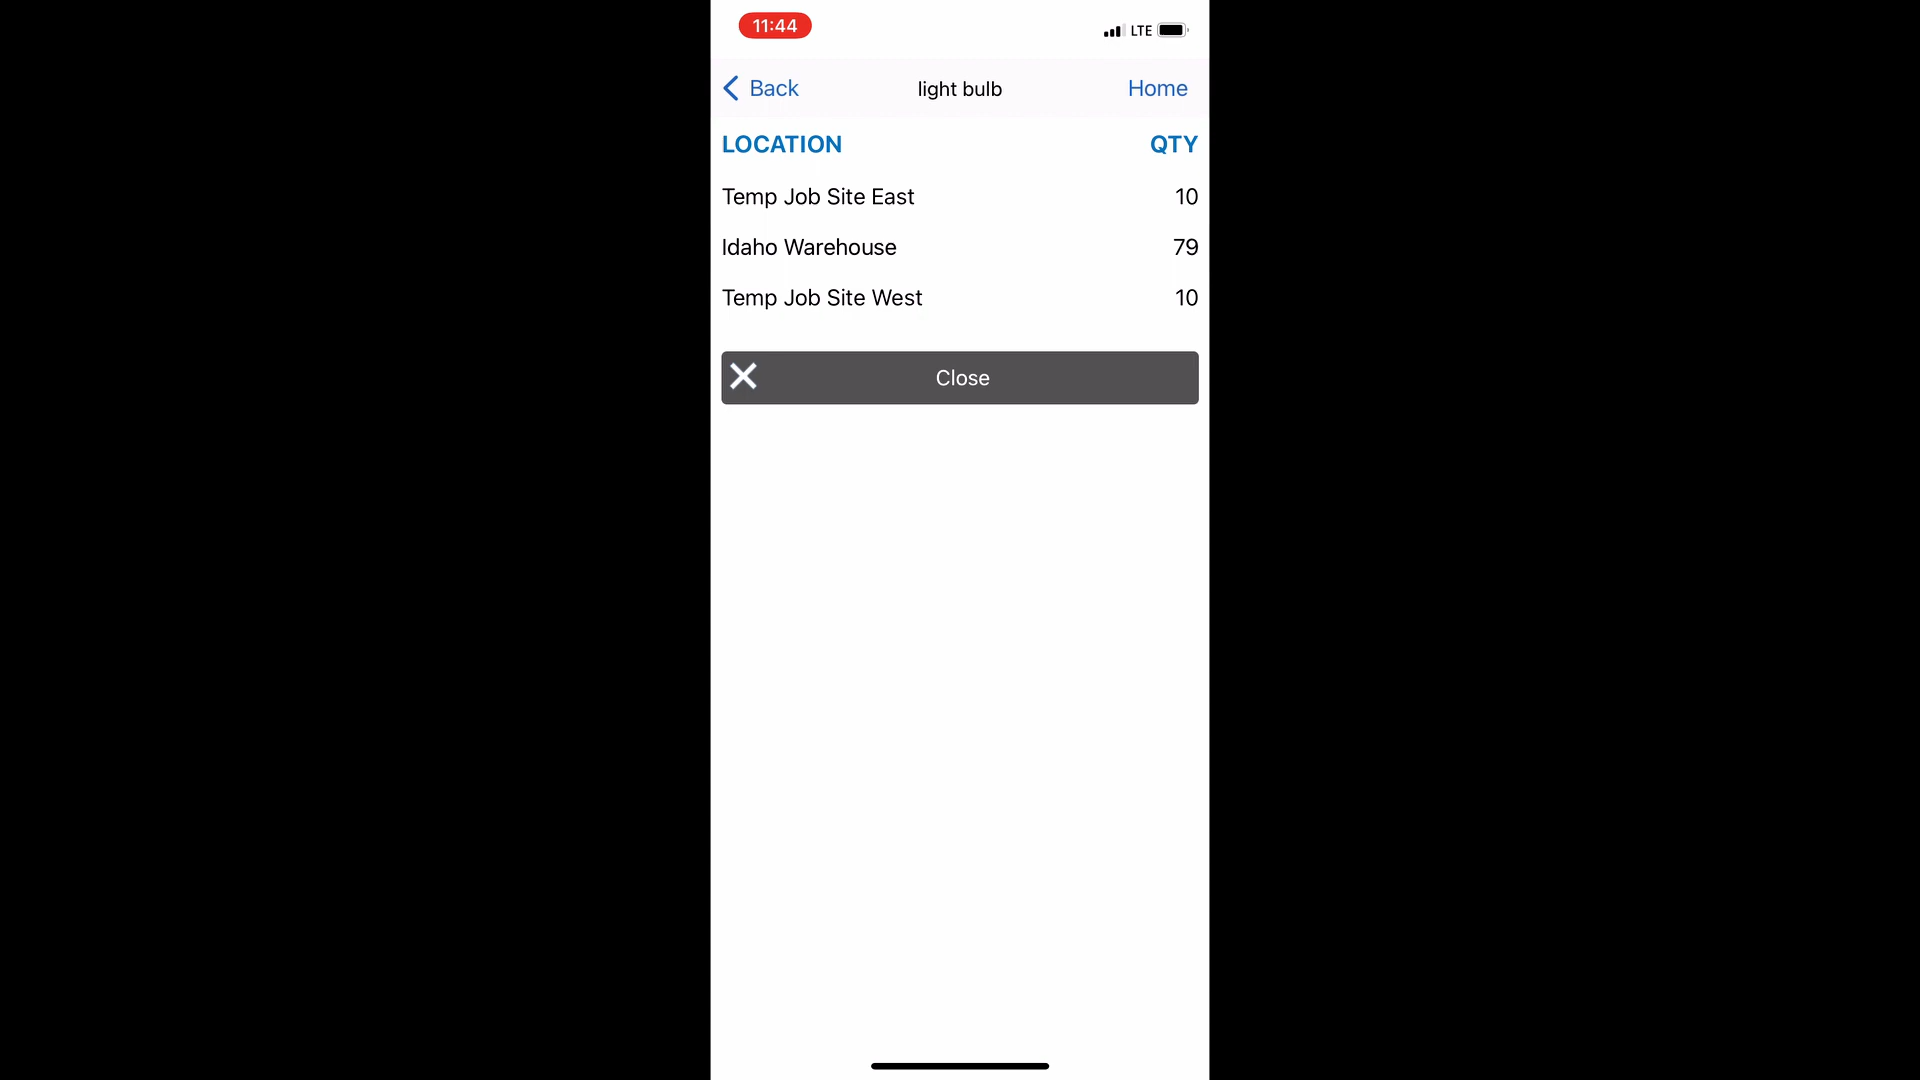 11:44 LTE
Back light bulb Home
LOCATION QTY
Temp Job Site East 10
Idaho Warehouse 79
Temp Job Site West 10
Close